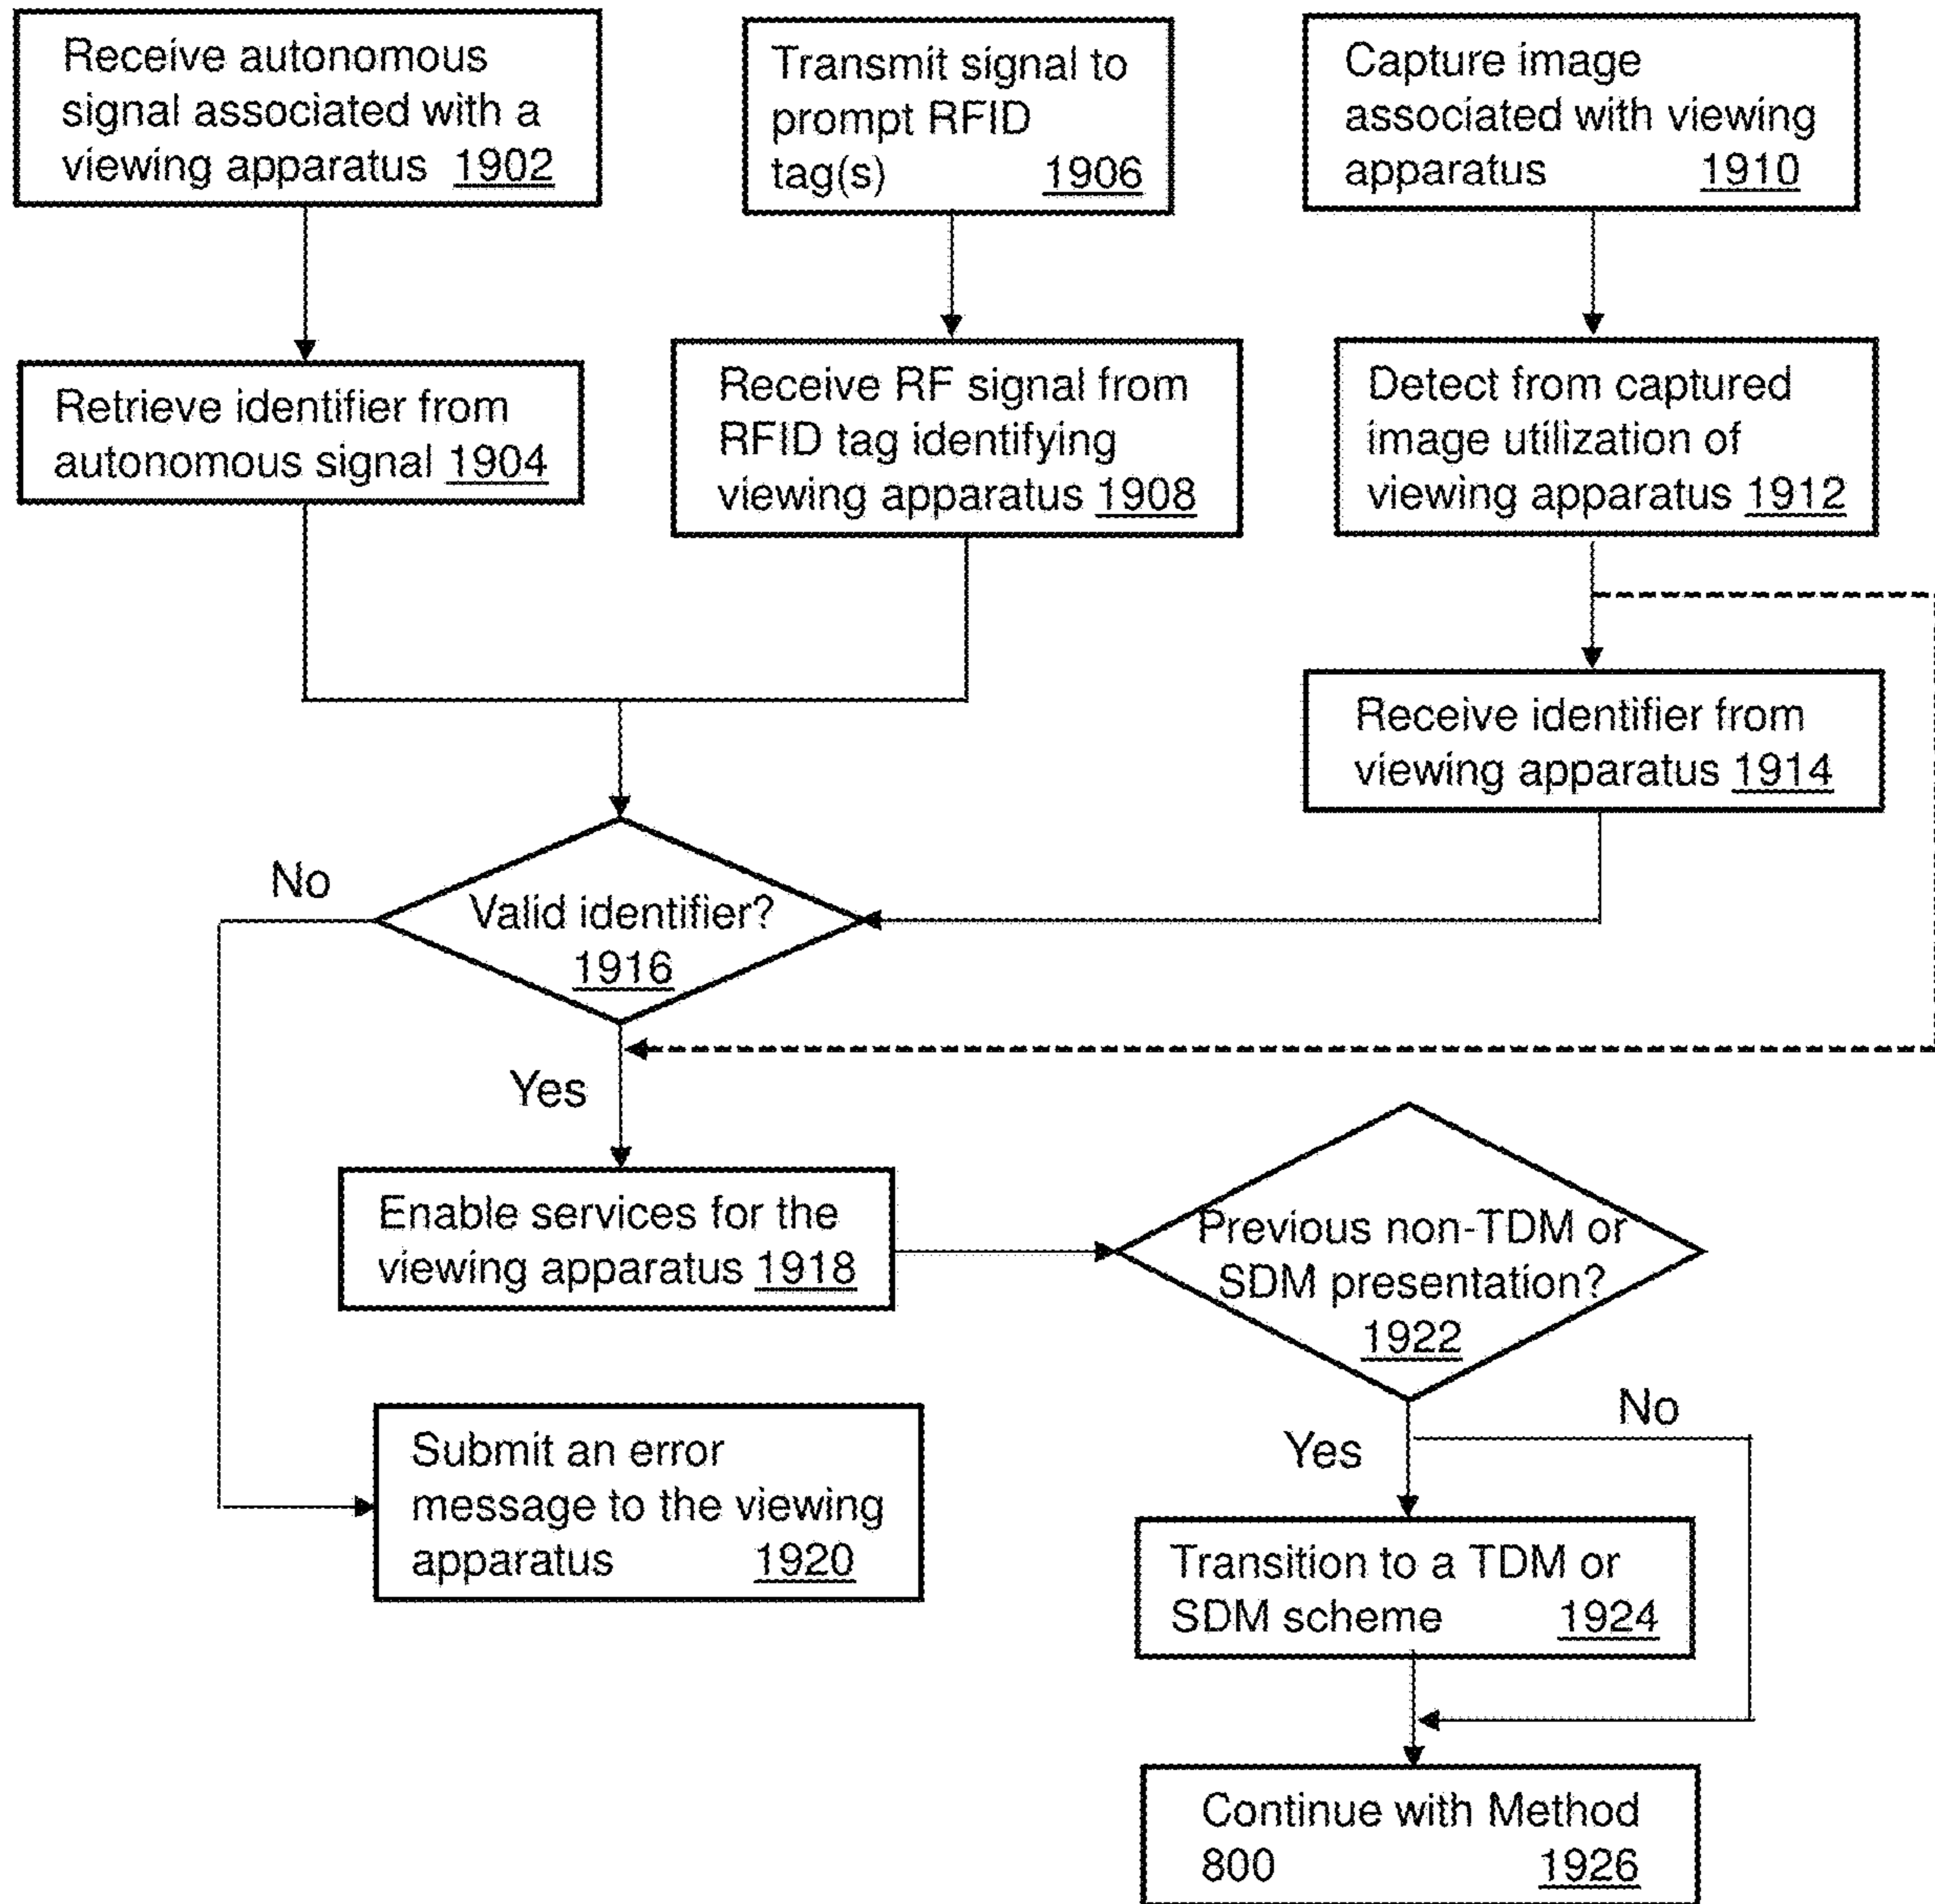 Receive autonomous
signal associated with a
viewing apparatus 1902
Transmit signal to
prompt RFID
tag(s) 1906
Capture image
associated with viewing
apparatus 1910
Retrieve identifier from
autonomous signal 1904
Receive RF signal from
RFID tag identifying
viewing apparatus 1908
Detect from captured
image utilization of
viewing apparatus 1912
Receive identifier from
viewing apparatus 1914
No
Valid identifier?
1916
Yes
Enable services for the
viewing apparatus 1918
Previous non-TDM or
SDM presentation?
1922
Submit an error
message to the viewing
apparatus 1920
Yes
No
Transition to a TDM or
SDM scheme 1924
Continue with Method
800 1926